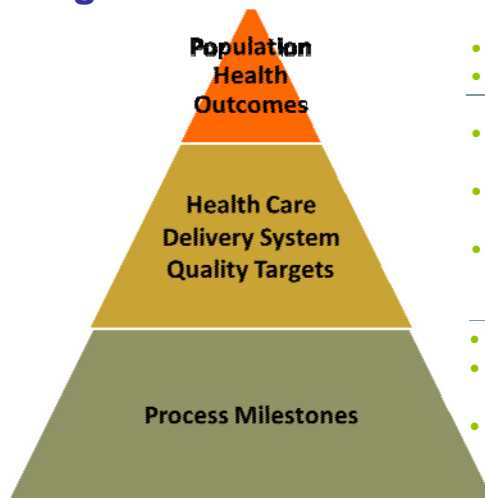 Population
Health
Outcomes
Health Care
Delivery System
Quality Targets
Process Milestones